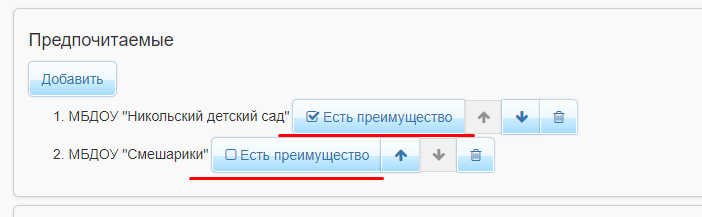 Предпочитаемые
Добавить
1. МБДОУ "Никольский детский сад" Есть преимущество
2. МБДОУ "Смешарики" Есть преимущество